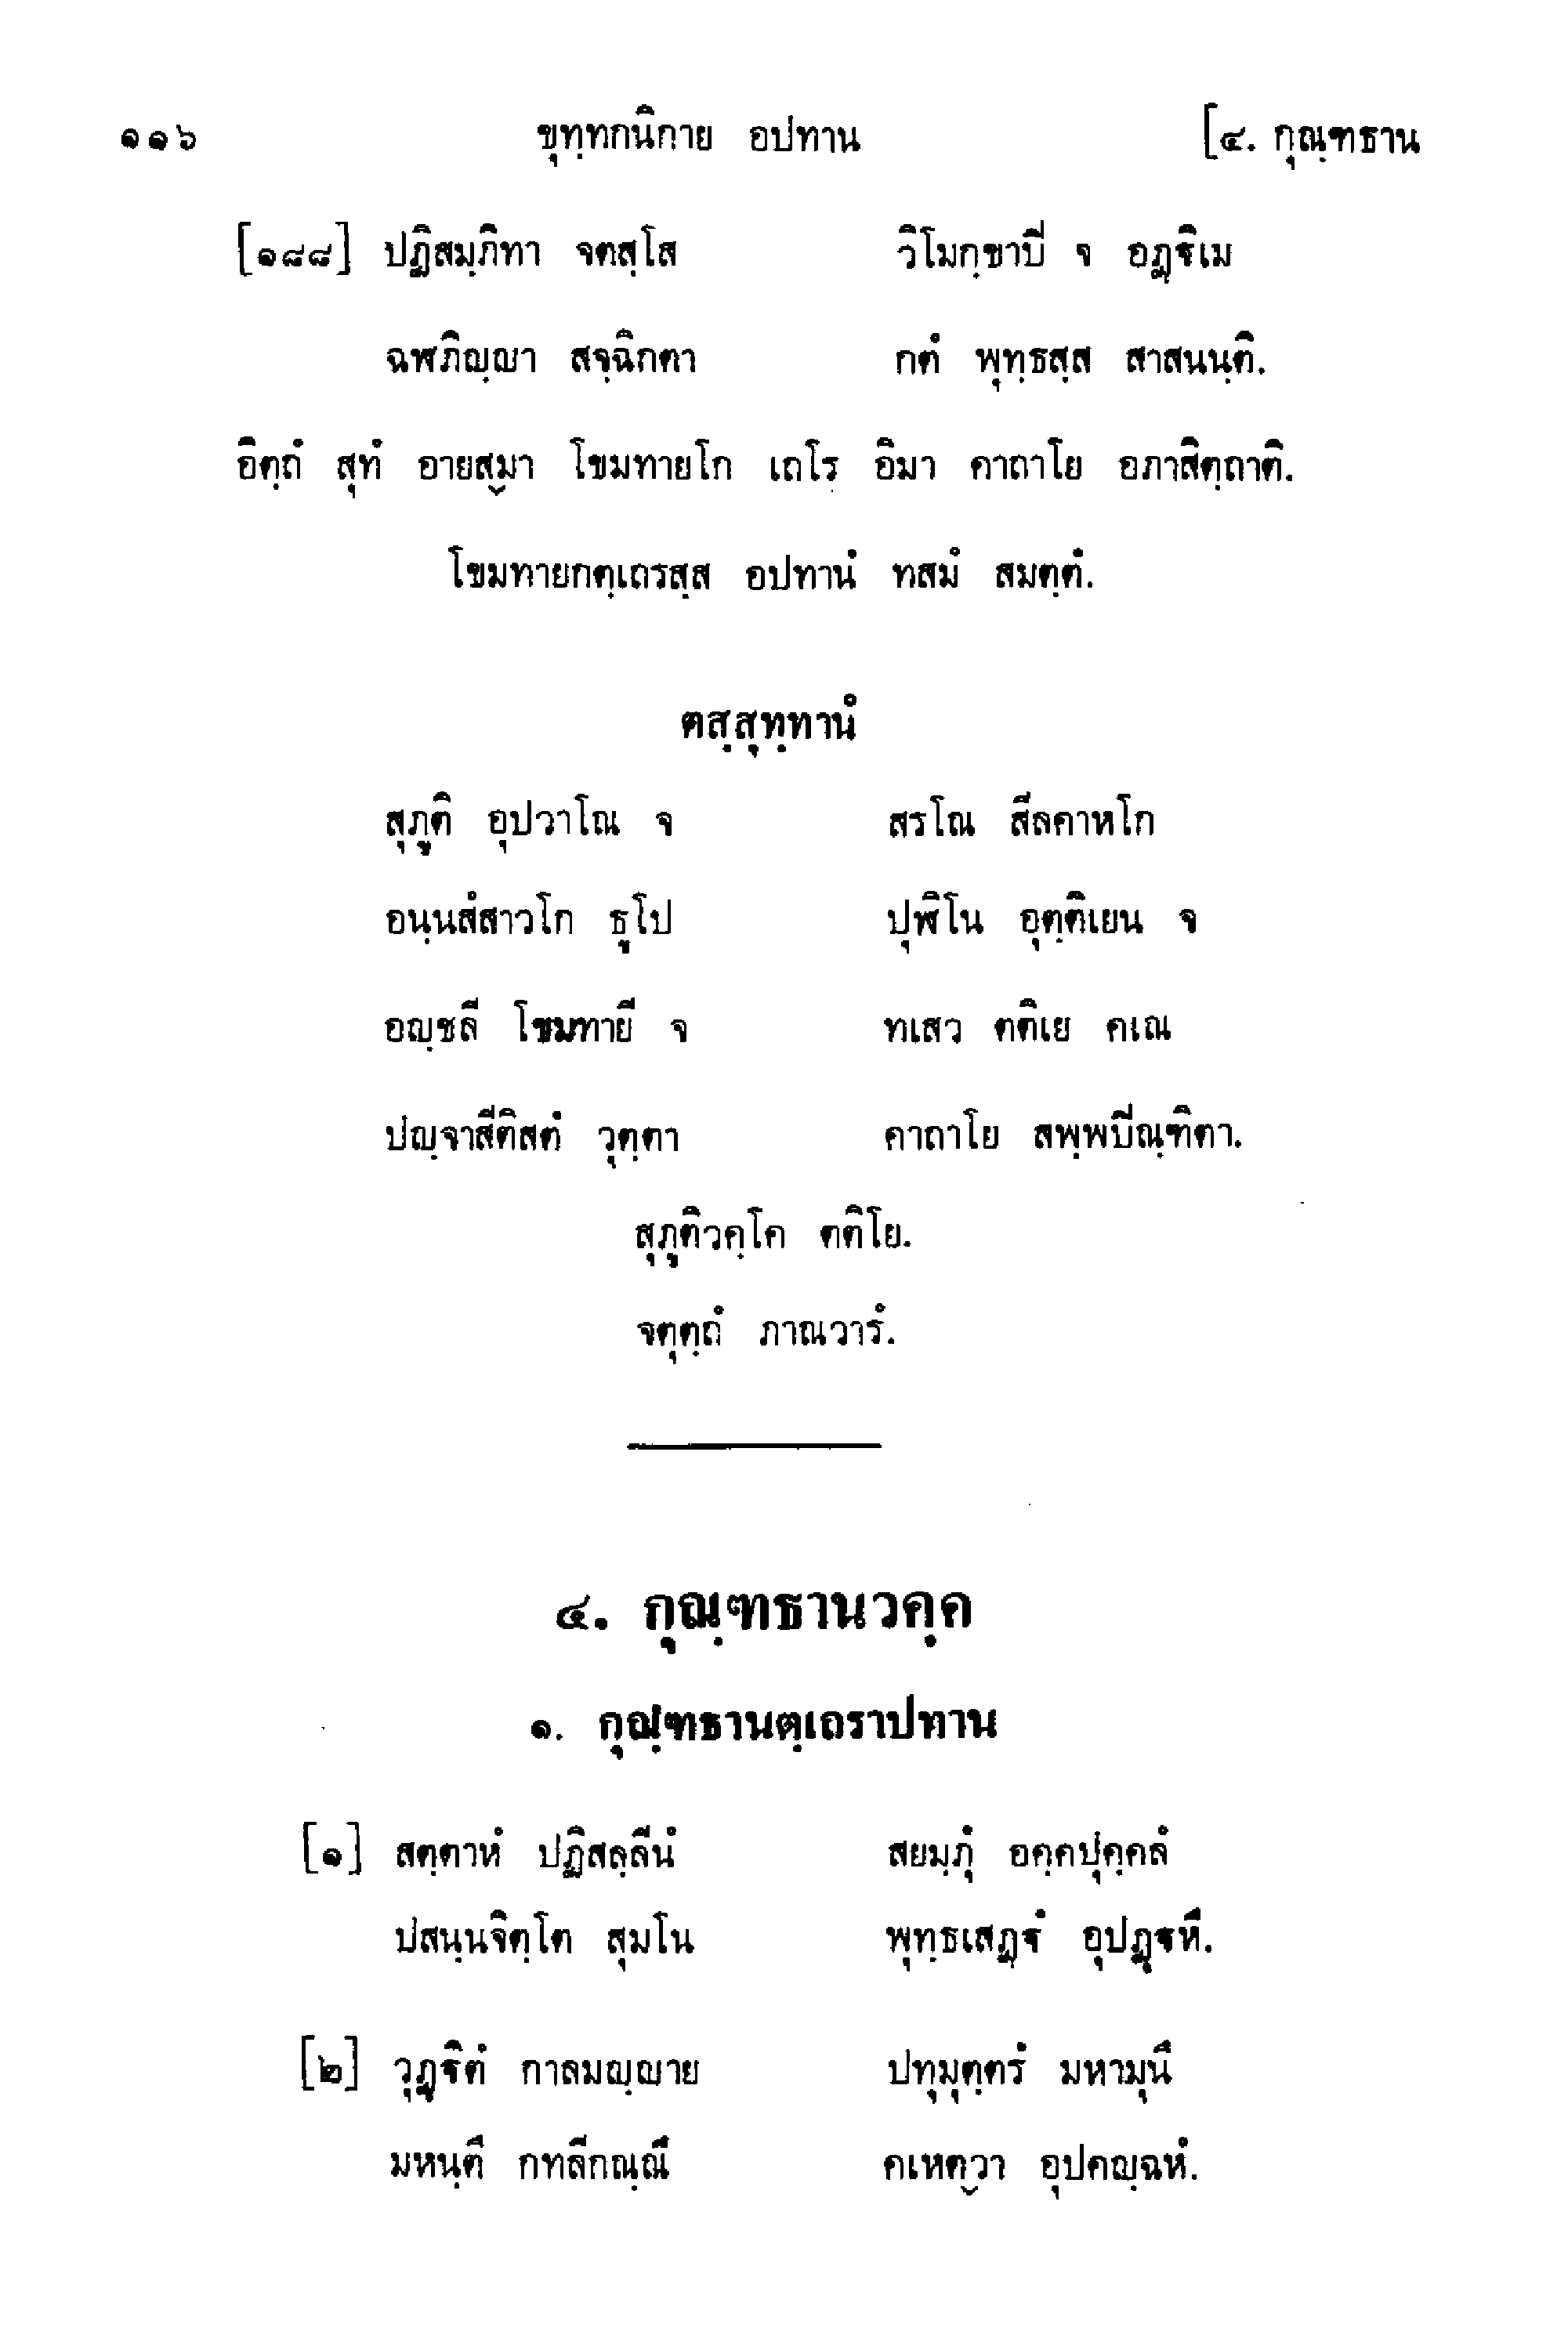 ๑๑๖ ขุทฺทกนิกาย อปทาน [๔. กุณฺฑธาน
[๑๘๘] ปฏิสมฺภิทา จตสฺโส วิโมกฺขาปิ จ อฏฺฐิเม
ฉฬภิญฺญา สจฺฉิกตา กตํ พุทฺธสฺส สาสนนฺติ.
อิตฺถํ สุทํ อายสฺมา โขมทายโก เถโร อิมา คาถาโย อภาสิตฺถาติ.
โขมทายกตฺเถรสฺส อปทานํ ทสมํ สมตฺตํ.
ตสฺสุทฺทานํ
สุภูติ อุปวาโณ จ สรโณ สีลคาหโก
อนฺนสํสาวโก ธูโป ปุฬิโน อุตฺติเยน จ
อญฺชลี โขมทายี จ ทเสว ตติเย คเณ
ปญฺจาสีติสตํ วุตฺตา คาถาโย สพฺพปิณฺฑิตา.
สุภูติวคฺโค ตติโย.
จตุตฺถํ ภาณวารํ.
๔. กุณฺฑธานวคฺค
๑. กุณฺฑธานตฺเถราปทาน
[๑] สตฺตาหํ ปฏิสลฺลีนํ สยมฺภุํ อคฺคปุคฺคลํ
ปสนฺนจิตฺโต สุมโน พุทฺธเสฏฺฐํ อุปฏฺฐหึ.
[๒] วุฏฺฐิตํ กาลมญฺญาย ปทุมุตฺตรํ มหามุนึ
มหนฺตึ กทลีกณฺณึ คเหตฺวา อุปคญฺฉหํ.